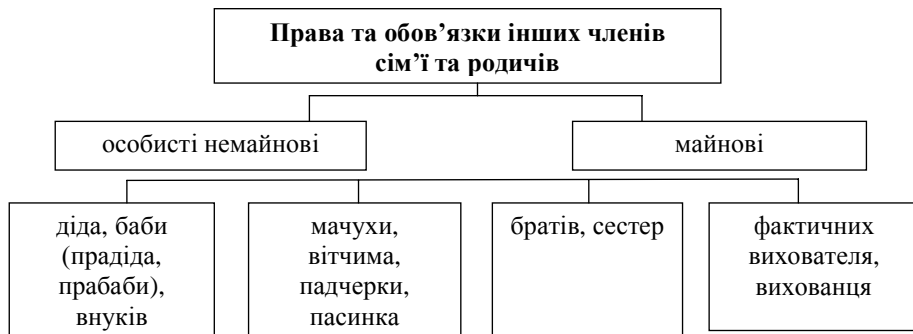 Права та обов’язки інших членів
сім’ї та родичів
особисті немайнові
майнові
діда, баби
(прадіда,
прабаби),
внуків
мачухи,
вітчима,
падчерки,
пасинка
братів, сестер
фактичних
вихователя,
вихованця